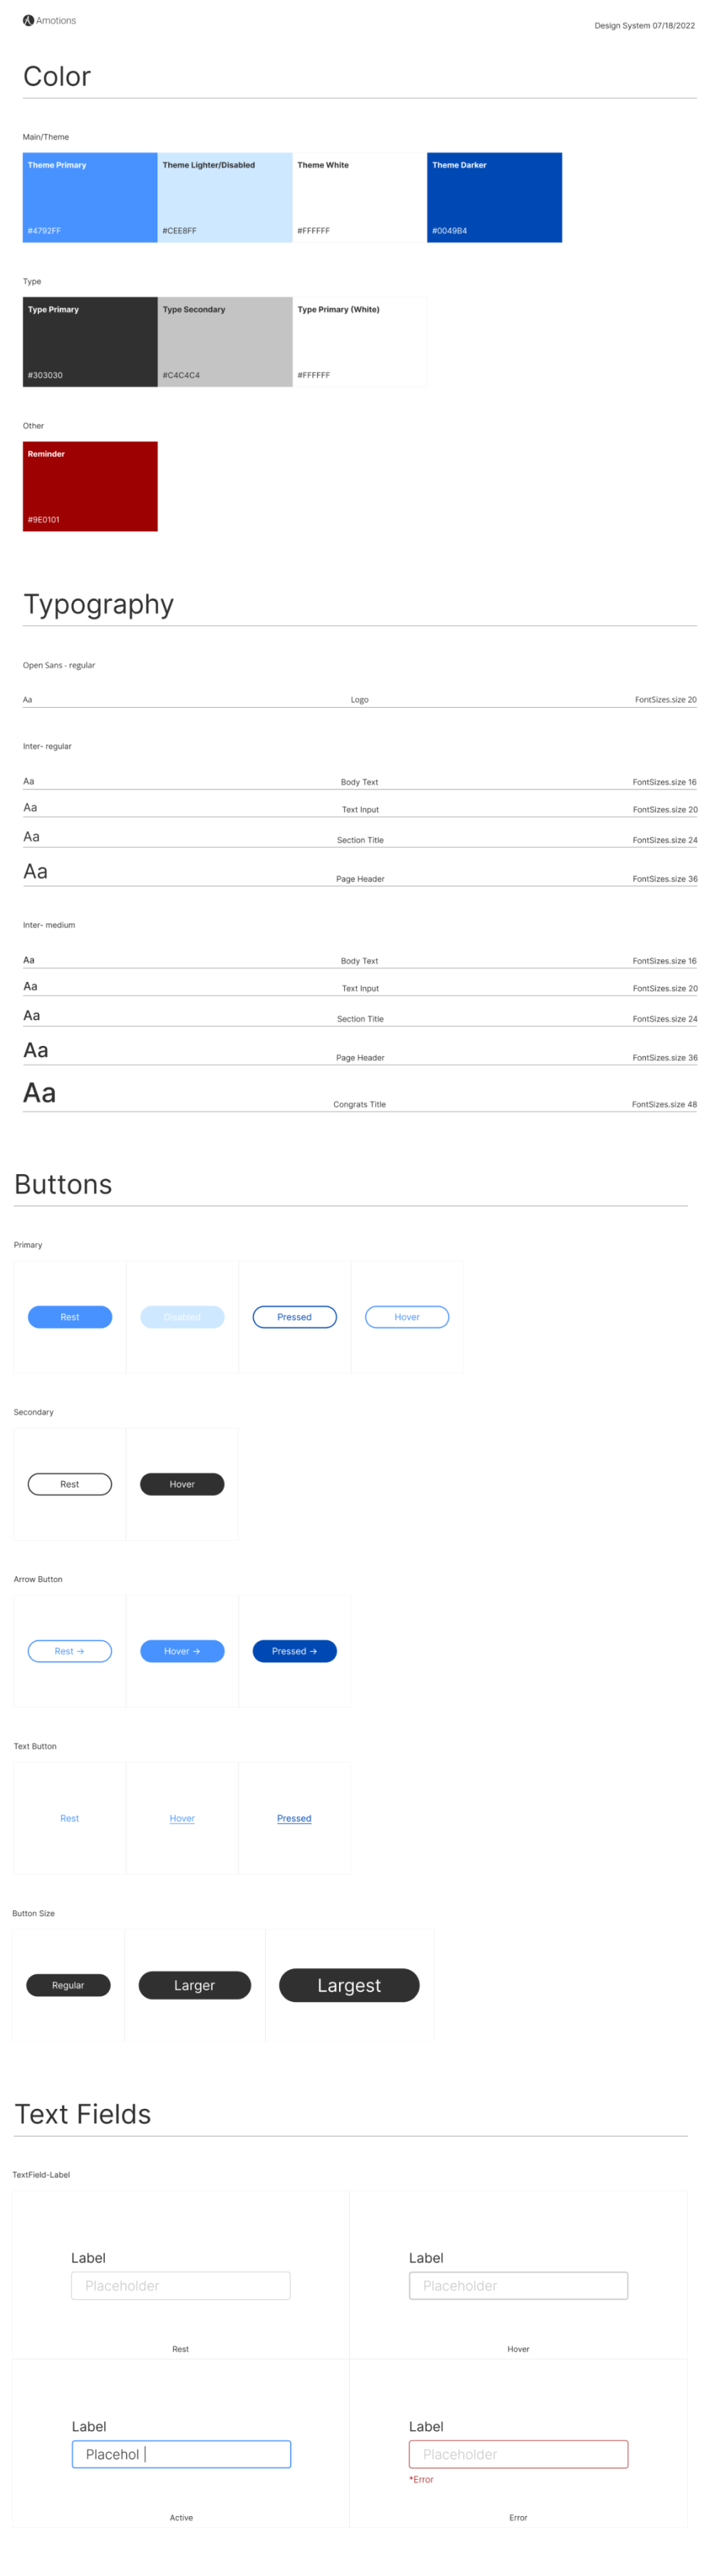 Amotions
Design System 07/18/2022
Color
Main/Theme
Theme Primary
Theme Lighter/Disabled
Theme White
Theme Darker
#4792FF
#CEE8FF
#FFFFFF
#0049B4
Type
Type Primary
Type Secondary
Type Primary (White)
#303030
#C4C4C4
#FFFFFF
Other
Reminder
#9E0101
Typography
Open Sans - regular
Aa Logo FontSizes.size 20
Inter- regular
Aa Body Text FontSizes.size 16
Aa Text Input FontSizes.size 20
Aa Section Title FontSizes.size 24
Aa Page Header FontSizes.size 36
Inter- medium
Aa Body Text FontSizes.size 16
Aa Text Input FontSizes.size 20
Aa Section Title FontSizes.size 24
Aa Page Header FontSizes.size 36
Aa Congrats Title FontSizes.size 48
Buttons
Primary
Rest
Disabled
Pressed
Hover
Secondary
Rest
Hover
Arrow Button
Rest →
Hover →
Pressed →
Text Button
Rest
Hover
Pressed
Button Size
Regular
Larger
Largest
Text Fields
TextField-Label
Label
Placeholder
Rest
Label
Placeholder
Hover
Label
Placehol |
Active
Label
Placeholder
*Error
Error